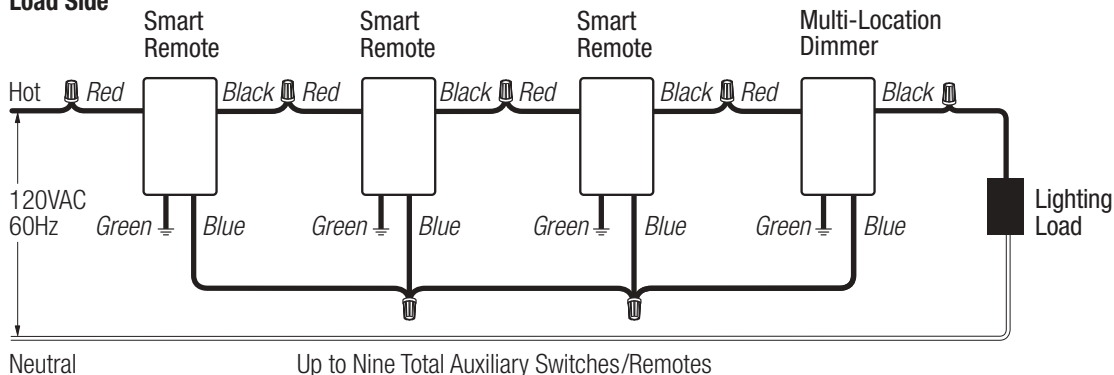 Load Side
Smart
Remote
Smart
Remote
Smart
Remote
Multi-Location
Dimmer
Hot
Red
Black
Red
Black
Red
Black
Red
Black
120VAC
60Hz
Green
Blue
Green
Blue
Green
Blue
Green
Blue
Lighting
Load
Neutral
Up to Nine Total Auxiliary Switches/Remotes